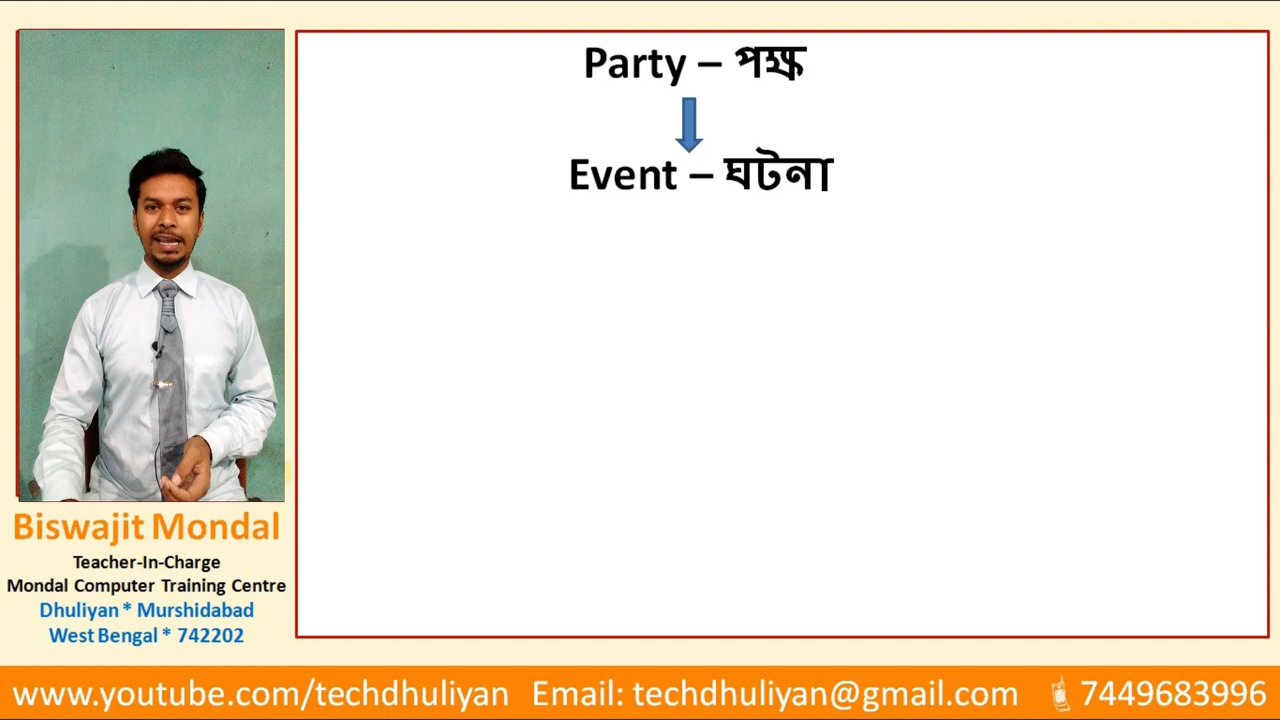 Party – পক্ষ
Event – ঘটনা
Biswajit Mondal
Teacher-In-Charge
Mondal Computer Training Centre
Dhuliyan * Murshidabad
West Bengal * 742202
www.youtube.com/techdhuliyan Email: techdhuliyan@gmail.com 7449683996